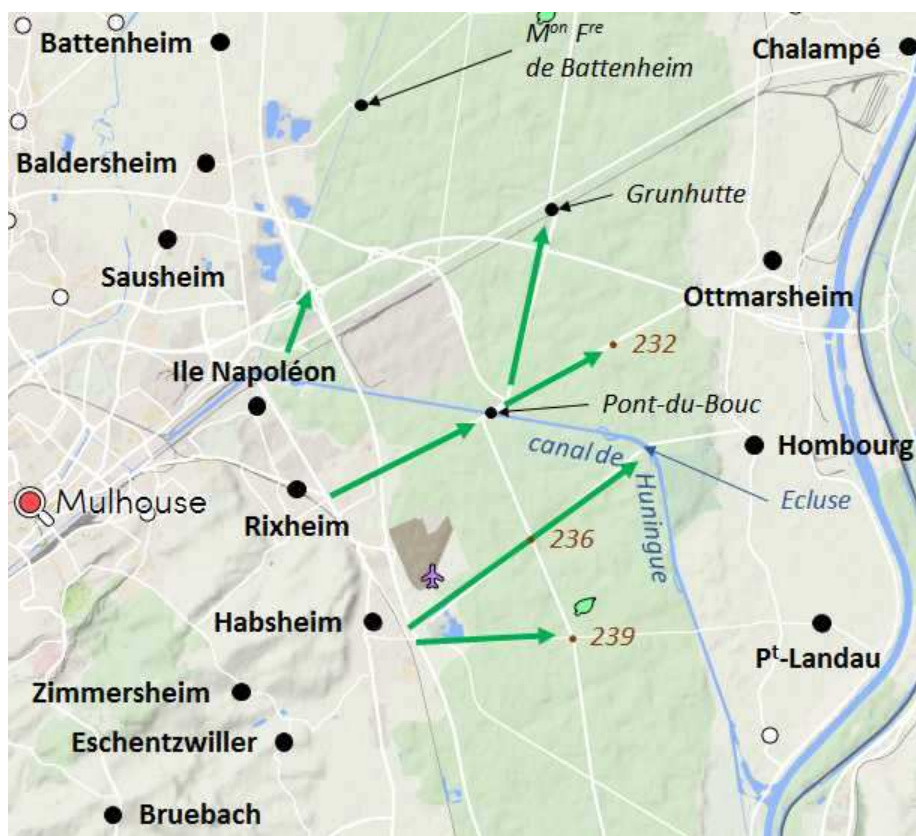 Battenheim
Mᵒⁿ Fʳᵉ
de Battenheim
Chalampé
Baldersheim
Grunhutte
Sausheim
Ottmarsheim
232
Ile Napoléon
Pont-du-Bouc
canal de
Huningue
Hombourg
Mulhouse
Rixheim
Ecluse
236
Habsheim
239
Pᵗ-Landau
Zimmersheim
Eschentzwiller
Bruebach